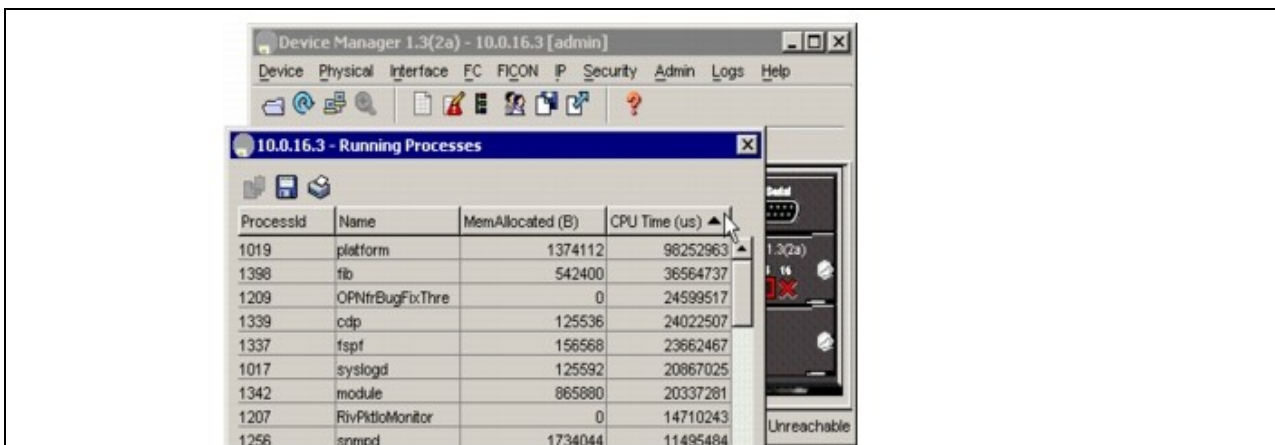 Device Manager 1.3(2a) - 10.0.16.3 [admin]
Device Physical Interface FC FICON IP Security Admin Logs Help
10.0.16.3 - Running Processes
ProcessId Name MemAllocated (B) CPU Time (us)
1019 platform 1374112 98252963
1398 fib 542400 36564737
1209 OPNfrBugFixThre 0 24599517
1339 cdp 125536 24022507
1337 fspf 156568 23662467
1017 syslogd 125592 20867025
1342 module 865880 20337281
1207 RivPktIoMonitor 0 14710243
1256 snmpd 1734044 11495484
Serial
1.3(2a)
16
Unreachable